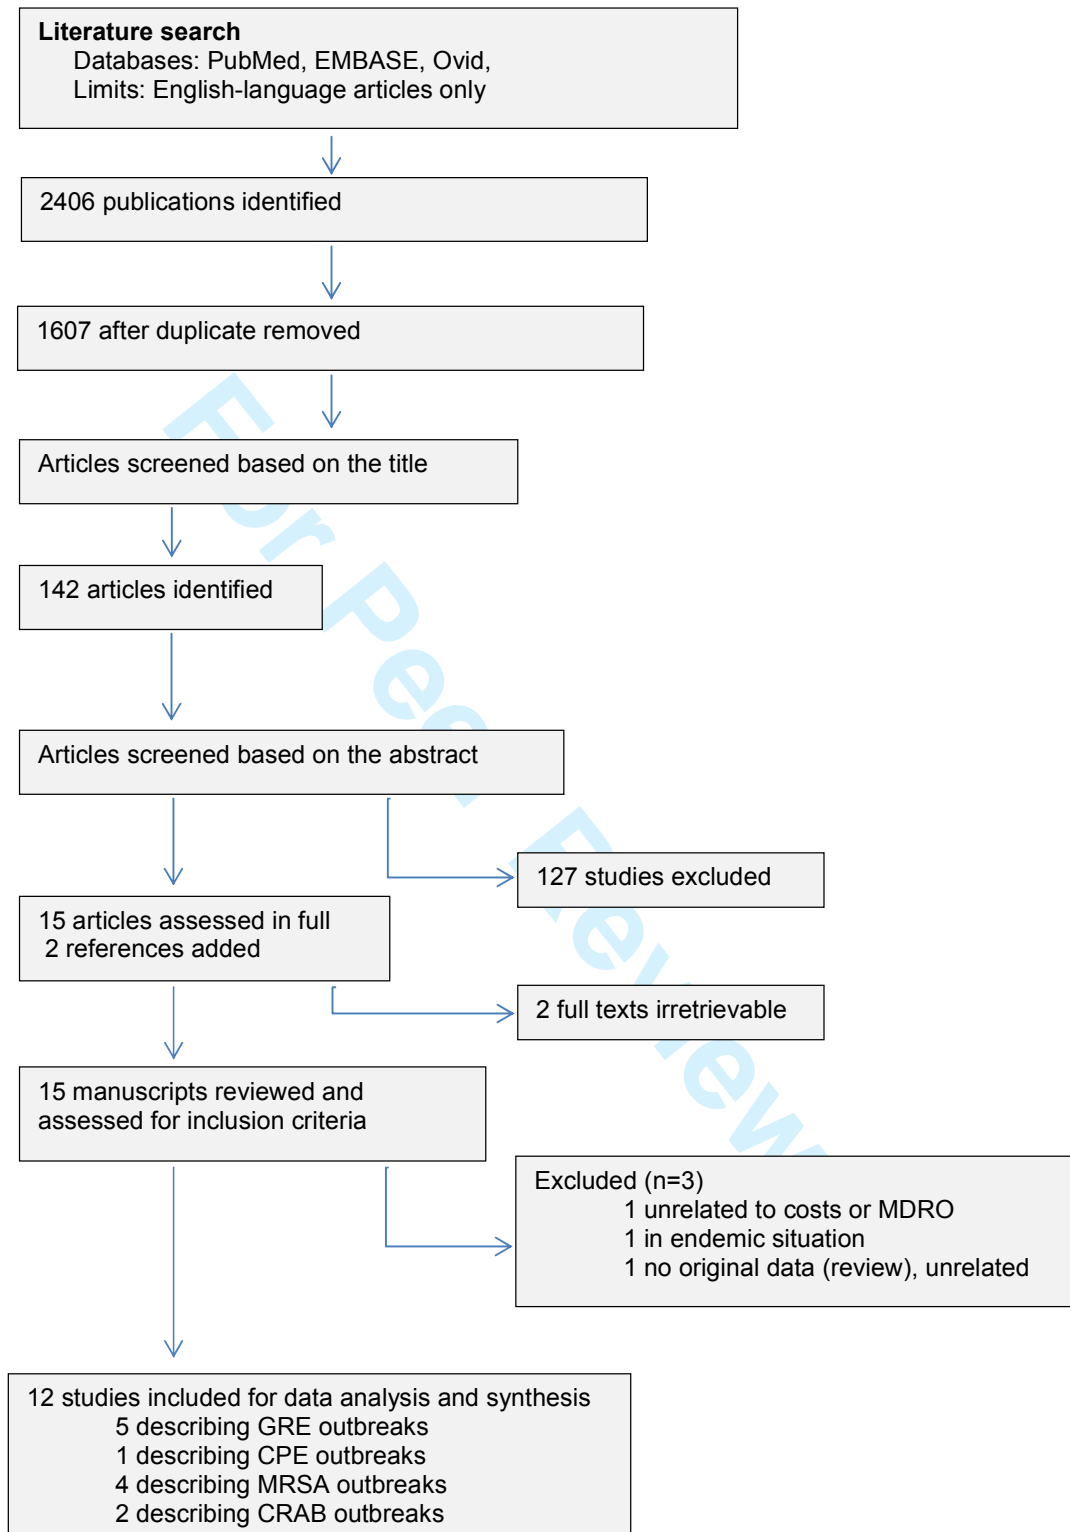 Literature search
Databases: PubMed, EMBASE, Ovid,
Limits: English-language articles only
2406 publications identified
1607 after duplicate removed
Articles screened based on the title
142 articles identified
Articles screened based on the abstract
127 studies excluded
15 articles assessed in full
2 references added
2 full texts irretrievable
15 manuscripts reviewed and
assessed for inclusion criteria
Excluded (n=3)
1 unrelated to costs or MDRO
1 in endemic situation
1 no original data (review), unrelated
12 studies included for data analysis and synthesis
5 describing GRE outbreaks
1 describing CPE outbreaks
4 describing MRSA outbreaks
2 describing CRAB outbreaks
For Peer Review